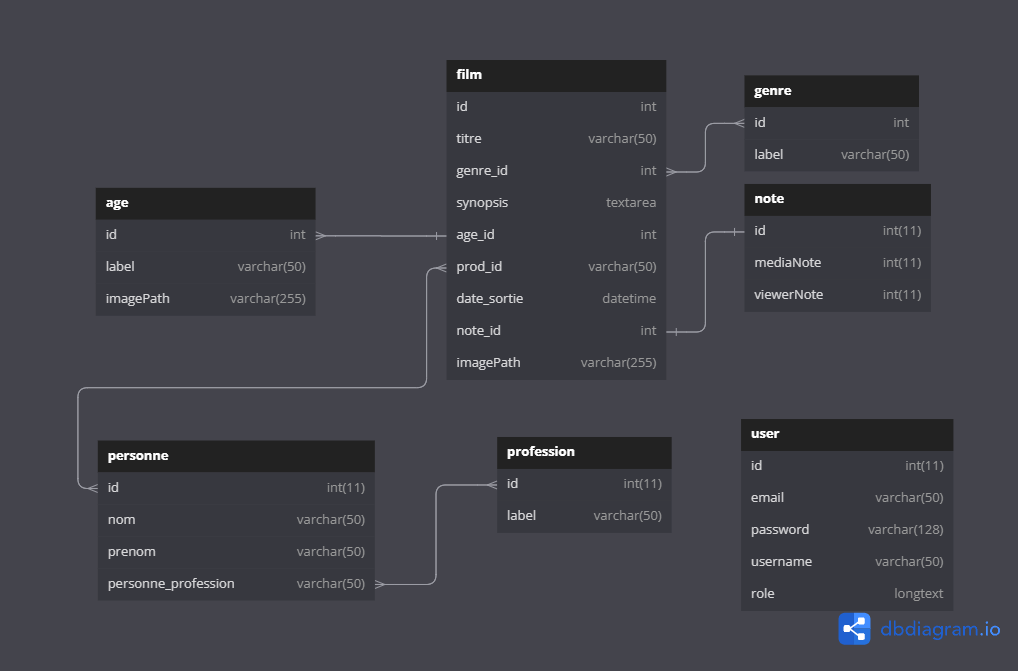 film
id int
titre varchar(50)
genre_id int
synopsis textarea
age_id int
prod_id varchar(50)
date_sortie datetime
note_id int
imagePath varchar(255)
genre
id int
label varchar(50)
age
id int
label varchar(50)
imagePath varchar(255)
note
id int(11)
mediaNote int(11)
viewerNote int(11)
personne
id int(11)
nom varchar(50)
prenom varchar(50)
personne_profession varchar(50)
profession
id int(11)
label varchar(50)
user
id int(11)
email varchar(50)
password varchar(128)
username varchar(50)
role longtext
dbdiagram.io